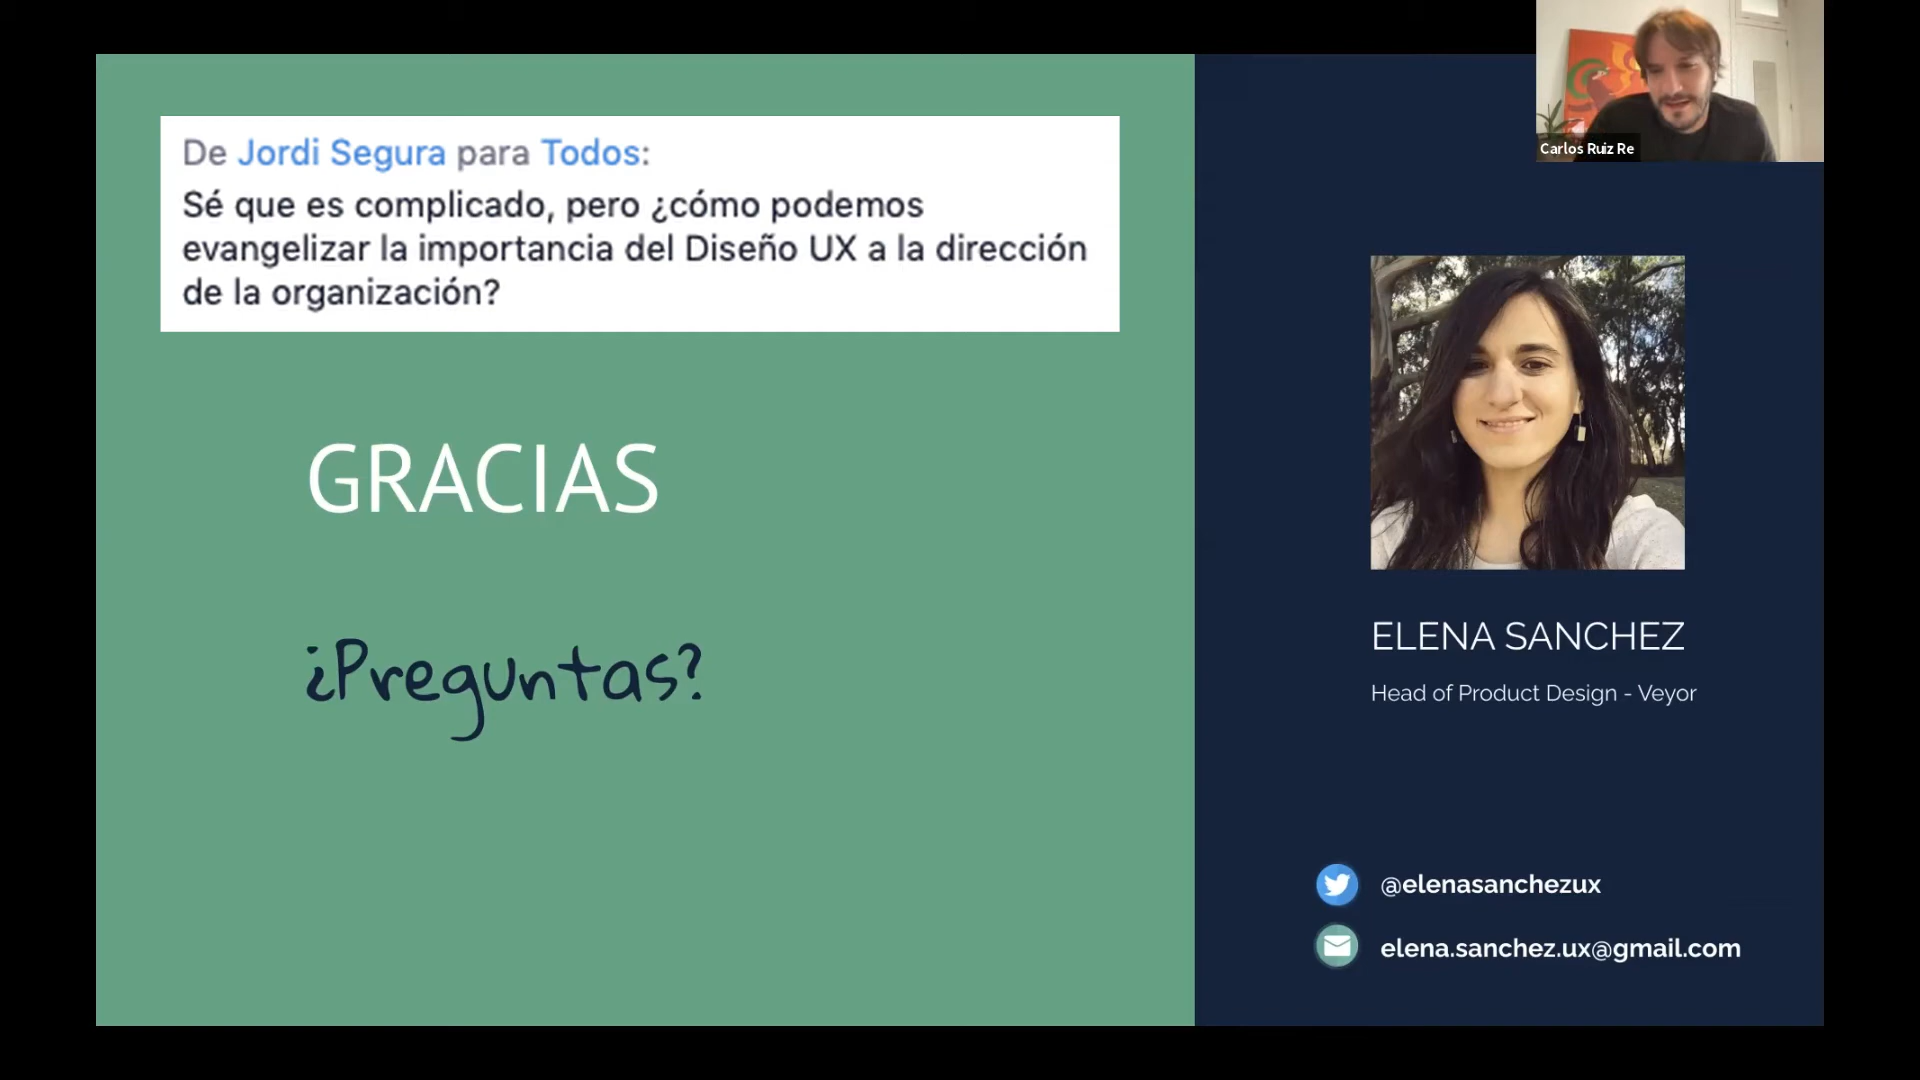 De Jordi Segura para Todos:
Sé que es complicado, pero ¿cómo podemos
evangelizar la importancia del Diseño UX a la dirección
de la organización?
GRACIAS
¿Preguntas?
Carlos Ruiz Re
ELENA SANCHEZ
Head of Product Design - Veyor
@elenasanchezux
elena.sanchez.ux@gmail.com